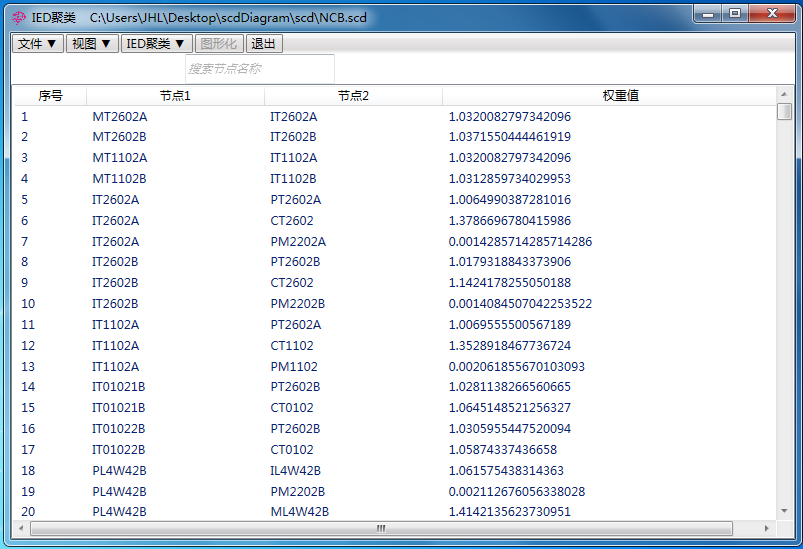 IED聚类 C:\Users\JHL\Desktop\scdDiagram\scd\NCB.scd
文件 ▼ 视图 ▼ IED聚类 ▼ 图形化 退出
搜索节点名称
序号 节点1 节点2 权重值
1 MT2602A IT2602A 1.0320082797342096
2 MT2602B IT2602B 1.0371550444461919
3 MT1102A IT1102A 1.0320082797342096
4 MT1102B IT1102B 1.0312859734029953
5 IT2602A PT2602A 1.0064990387281016
6 IT2602A CT2602 1.3786696780415986
7 IT2602A PM2202A 0.0014285714285714286
8 IT2602B PT2602B 1.0179318843373906
9 IT2602B CT2602 1.1424178255050188
10 IT2602B PM2202B 0.0014084507042253522
11 IT1102A PT2602A 1.0069555500567189
12 IT1102A CT1102 1.3528918467736724
13 IT1102A PM1102 0.002061855670103093
14 IT01021B PT2602B 1.0281138266560665
15 IT01021B CT0102 1.0645148521256327
16 IT01022B PT2602B 1.0305955447520094
17 IT01022B CT0102 1.05874337436658
18 PL4W42B IL4W42B 1.061575438314363
19 PL4W42B PM2202B 0.002112676056338028
20 PL4W42B ML4W42B 1.4142135623730951